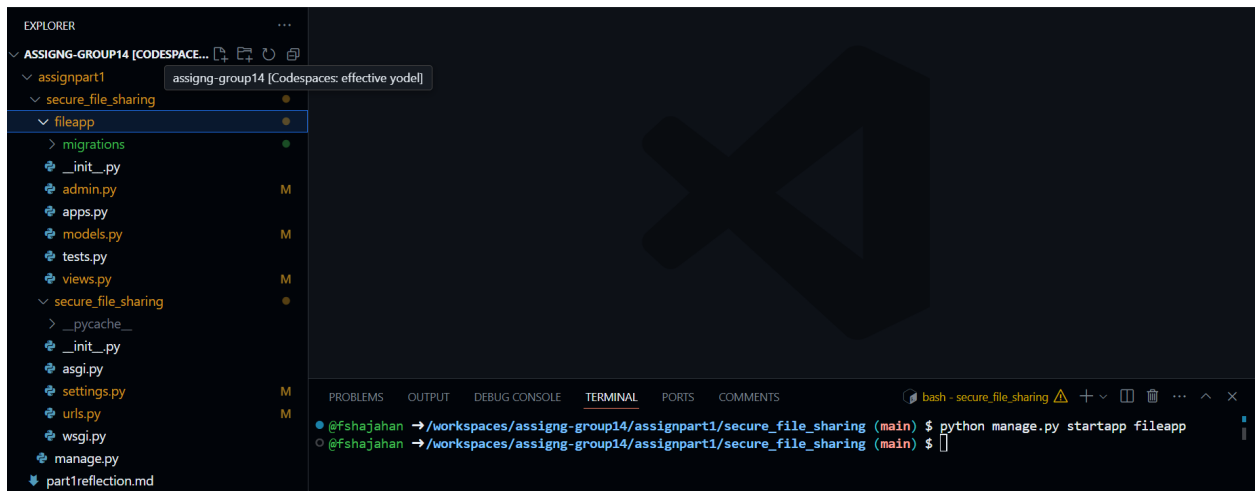 EXPLORER
ASSIGNG-GROUP14 [CODESPACE...
assignpart1
assigng-group14 [Codespaces: effective yodel]
secure_file_sharing
fileapp
migrations
__init__.py
admin.py M
apps.py
models.py M
tests.py
views.py M
secure_file_sharing
__pycache__
__init__.py
asgi.py
settings.py M
urls.py M
wsgi.py
manage.py
part1reflection.md
PROBLEMS OUTPUT DEBUG CONSOLE TERMINAL PORTS COMMENTS bash - secure_file_sharing
@fshajahan ➜/workspaces/assigng-group14/assignpart1/secure_file_sharing (main) $ python manage.py startapp fileapp
@fshajahan ➜/workspaces/assigng-group14/assignpart1/secure_file_sharing (main) $